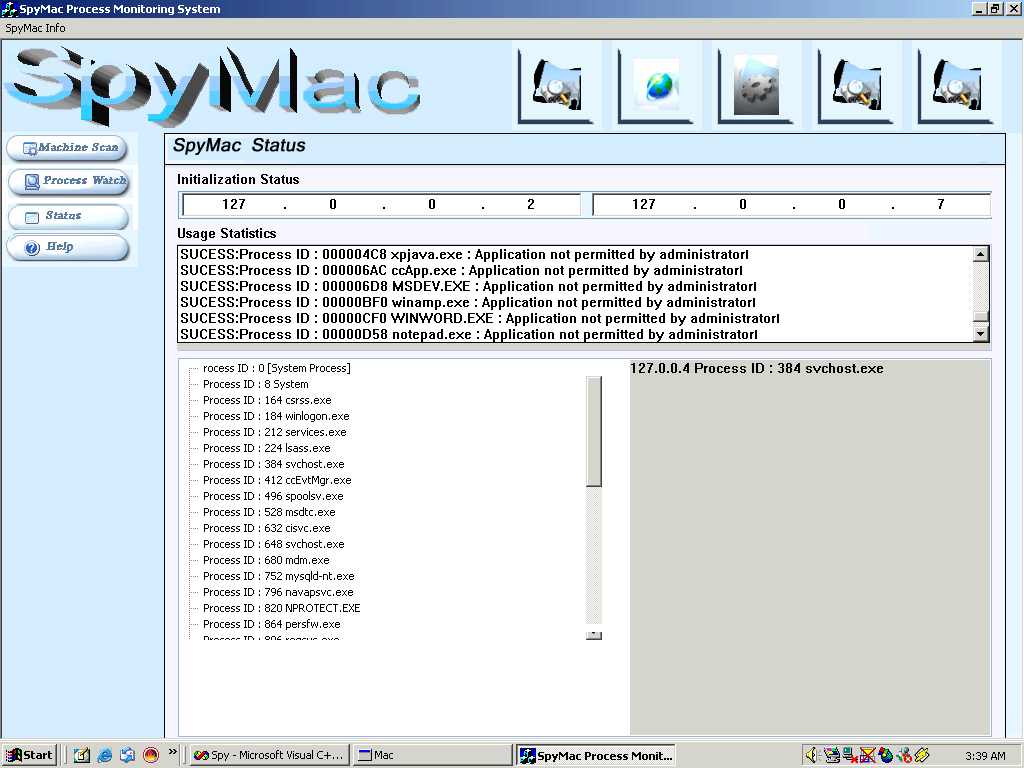 SpyMac Process Monitoring System
SpyMac Info
SpyMac
Machine Scan
Process Watch
Status
Help
SpyMac Status
Initialization Status
127 . 0 . 0 . 2
127 . 0 . 0 . 7
Usage Statistics
SUCESS:Process ID : 000004C8 xpjava.exe : Application not permitted by administratorl
SUCESS:Process ID : 000006AC ccApp.exe : Application not permitted by administratorl
SUCESS:Process ID : 000006D8 MSDEV.EXE : Application not permitted by administratorl
SUCESS:Process ID : 00000BF0 winamp.exe : Application not permitted by administratorl
SUCESS:Process ID : 00000CF0 WINWORD.EXE : Application not permitted by administratorl
SUCESS:Process ID : 00000D58 notepad.exe : Application not permitted by administratorl
rocess ID : 0 [System Process]
Process ID : 8 System
Process ID : 164 csrss.exe
Process ID : 184 winlogon.exe
Process ID : 212 services.exe
Process ID : 224 lsass.exe
Process ID : 384 svchost.exe
Process ID : 412 ccEvtMgr.exe
Process ID : 496 spoolsv.exe
Process ID : 528 msdtc.exe
Process ID : 632 cisvc.exe
Process ID : 648 svchost.exe
Process ID : 680 mdm.exe
Process ID : 752 mysqld-nt.exe
Process ID : 796 navapsvc.exe
Process ID : 820 NPROTECT.EXE
Process ID : 864 persfw.exe
Process ID :
127.0.0.4 Process ID : 384 svchost.exe
Start
»
Spy - Microsoft Visual C+...
Mac
SpyMac Process Monit...
3:39 AM